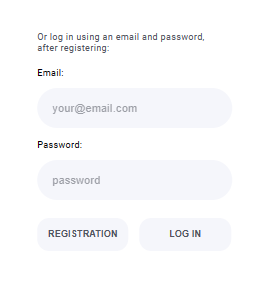 Or log in using an email and password,
after registering:
Email:
your@email.com
Password:
password
REGISTRATION LOG IN